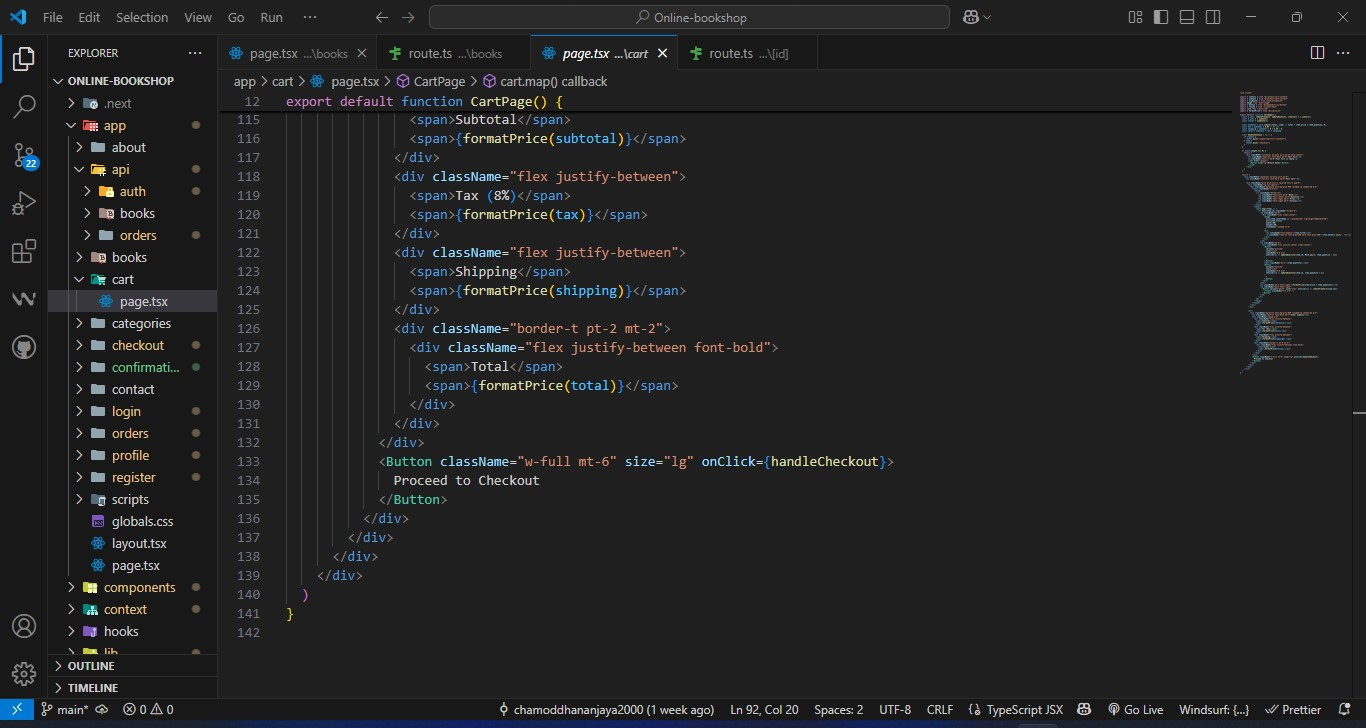 File Edit Selection View Go Run ···
Online-bookshop
EXPLORER ···
ONLINE-BOOKSHOP
.next
app
about
api
auth
books
orders
books
cart
page.tsx
categories
checkout
confirmati...
contact
login
orders
profile
register
scripts
globals.css
layout.tsx
page.tsx
components
context
hooks
lib
OUTLINE
TIMELINE
22
page.tsx ...\books
route.ts ...\books
page.tsx ...\cart
route.ts ...\[id]
app > cart > page.tsx > CartPage > cart.map() callback
12 export default function CartPage() {
115 <span>Subtotal</span>
116 <span>{formatPrice(subtotal)}</span>
117 </div>
118 <div className="flex justify-between">
119 <span>Tax (8%)</span>
120 <span>{formatPrice(tax)}</span>
121 </div>
122 <div className="flex justify-between">
123 <span>Shipping</span>
124 <span>{formatPrice(shipping)}</span>
125 </div>
126 <div className="border-t pt-2 mt-2">
127 <div className="flex justify-between font-bold">
128 <span>Total</span>
129 <span>{formatPrice(total)}</span>
130 </div>
131 </div>
132 </div>
133 <Button className="w-full mt-6" size="lg" onClick={handleCheckout}>
134 Proceed to Checkout
135 </Button>
136 </div>
137 </div>
138 </div>
139 </div>
140 )
141 }
142
main* 0 0 chamoddhananjaya2000 (1 week ago) Ln 92, Col 20 Spaces: 2 UTF-8 CRLF {} TypeScript JSX Go Live Windsurf: {...} Prettier